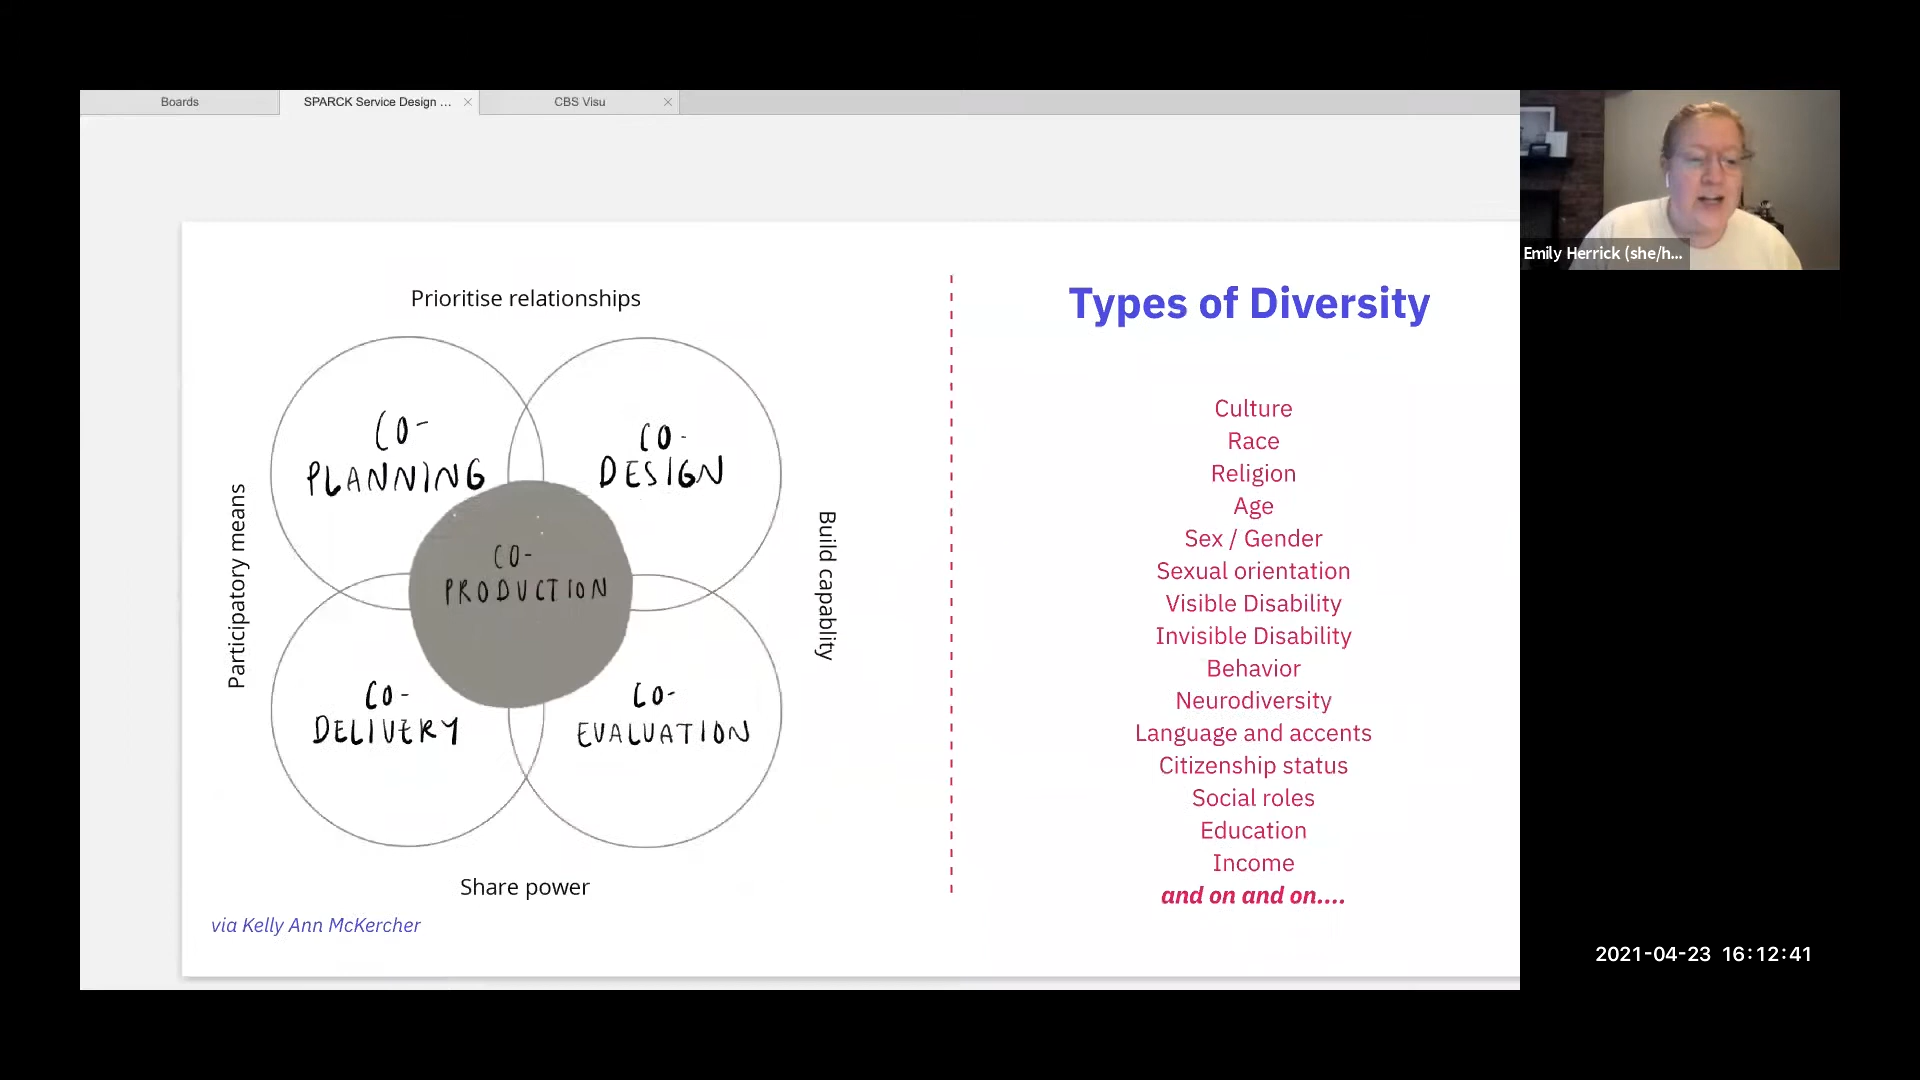 Boards
SPARCK Service Design ...
CBS Visu
Emily Herrick (she/h...
Prioritise relationships
CO-
PLANNING
CO-
DESIGN
Participatory means
CO-
PRODUCTION
Build capablity
CO-
DELIVERY
CO-
EVALUATION
Share power
via Kelly Ann McKercher
Types of Diversity
Culture
Race
Religion
Age
Sex / Gender
Sexual orientation
Visible Disability
Invisible Disability
Behavior
Neurodiversity
Language and accents
Citizenship status
Social roles
Education
Income
and on and on....
2021-04-23 16:12:41